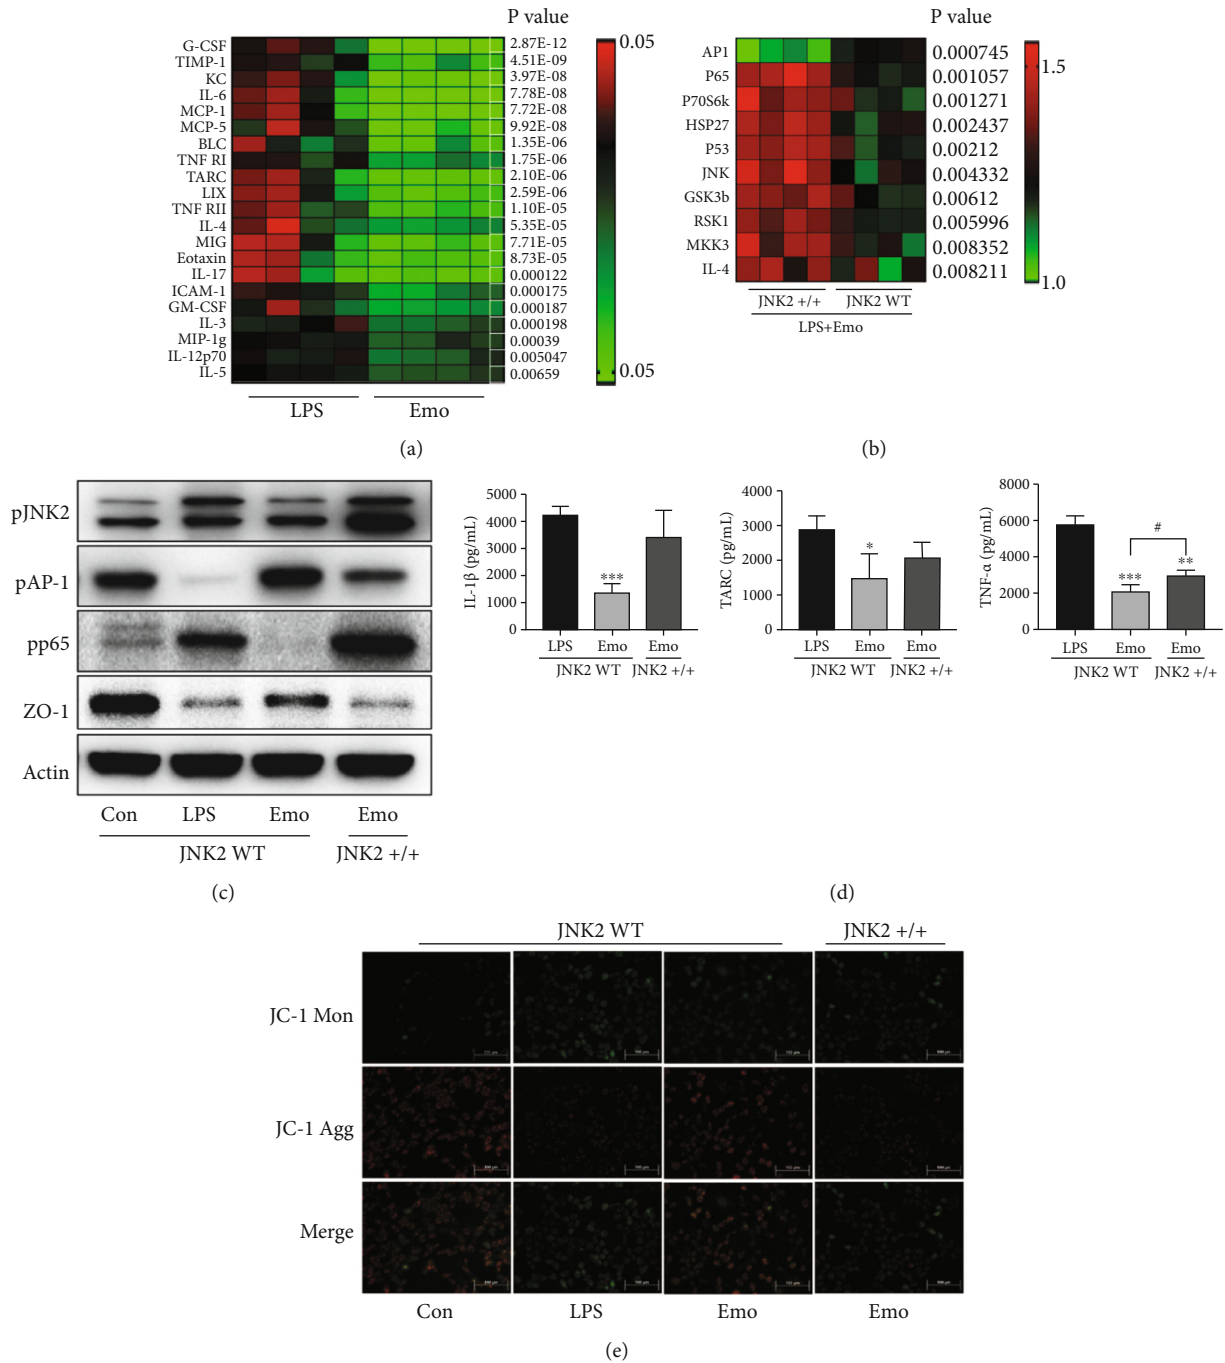 P value
G-CSF 2.87E-12
TIMP-1 4.51E-09
KC 3.97E-08
IL-6 7.78E-08
MCP-1 7.72E-08
MCP-5 9.92E-08
BLC 1.35E-06
TNF RI 1.75E-06
TARC 2.10E-06
LIX 2.59E-06
TNF RII 1.10E-05
IL-4 5.35E-05
MIG 7.71E-05
Eotaxin 8.73E-05
IL-17 0.000122
ICAM-1 0.000175
GM-CSF 0.000187
IL-3 0.000198
MIP-1g 0.00039
IL-12p70 0.005047
IL-5 0.00659
0.05
0.05
LPS Emo
(a)
P value
AP1 0.000745
P65 0.001057
P70S6k 0.001271
HSP27 0.002437
P53 0.00212
JNK 0.004332
GSK3b 0.00612
RSK1 0.005996
MKK3 0.008352
IL-4 0.008211
1.5
1.0
JNK2 +/+ JNK2 WT
LPS+Emo
(b)
pJNK2
pAP-1
pp65
ZO-1
Actin
Con LPS Emo Emo
JNK2 WT JNK2 +/+
(c)
IL-1β (pg/mL)
5000
4000
3000
2000
1000
0
***
LPS Emo Emo
JNK2 WT JNK2 +/+
TARC (pg/mL)
4000
3000
2000
1000
0
*
LPS Emo Emo
JNK2 WT JNK2 +/+
TNF-α (pg/mL)
8000
6000
4000
2000
0
#
*** **
LPS Emo Emo
JNK2 WT JNK2 +/+
(d)
JNK2 WT JNK2 +/+
JC-1 Mon
JC-1 Agg
Merge
Con LPS Emo Emo
(e)